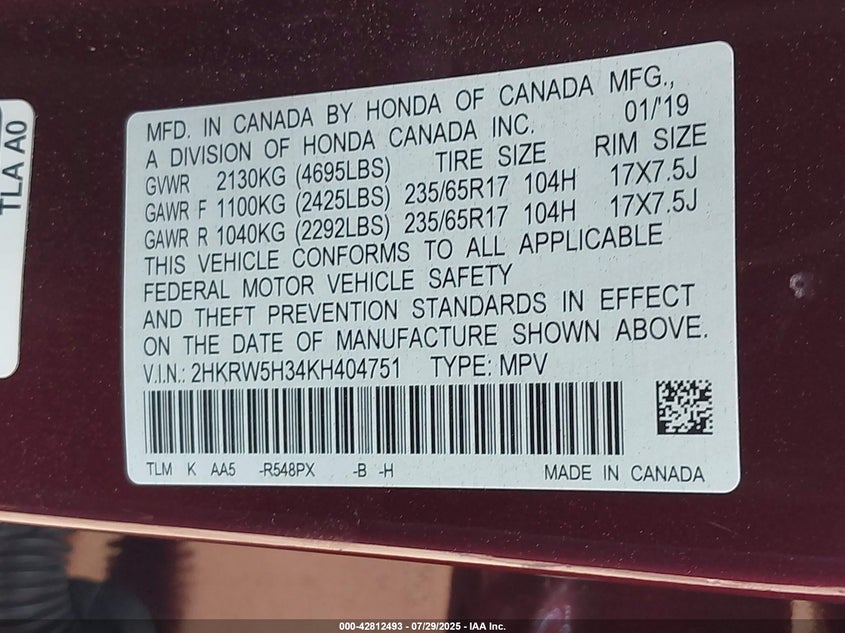 TLA A0
MFD. IN CANADA BY HONDA OF CANADA MFG.,
A DIVISION OF HONDA CANADA INC. 01/'19
GVWR 2130KG (4695LBS) TIRE SIZE RIM SIZE
GAWR F 1100KG (2425LBS) 235/65R17 104H 17X7.5J
GAWR R 1040KG (2292LBS) 235/65R17 104H 17X7.5J
THIS VEHICLE CONFORMS TO ALL APPLICABLE
FEDERAL MOTOR VEHICLE SAFETY
AND THEFT PREVENTION STANDARDS IN EFFECT
ON THE DATE OF MANUFACTURE SHOWN ABOVE.
V.I.N.: 2HKRW5H34KH404751 TYPE: MPV
TLM K AA5 -R548PX -B -H MADE IN CANADA
000-42812493 - 07/29/2025 - IAA Inc.